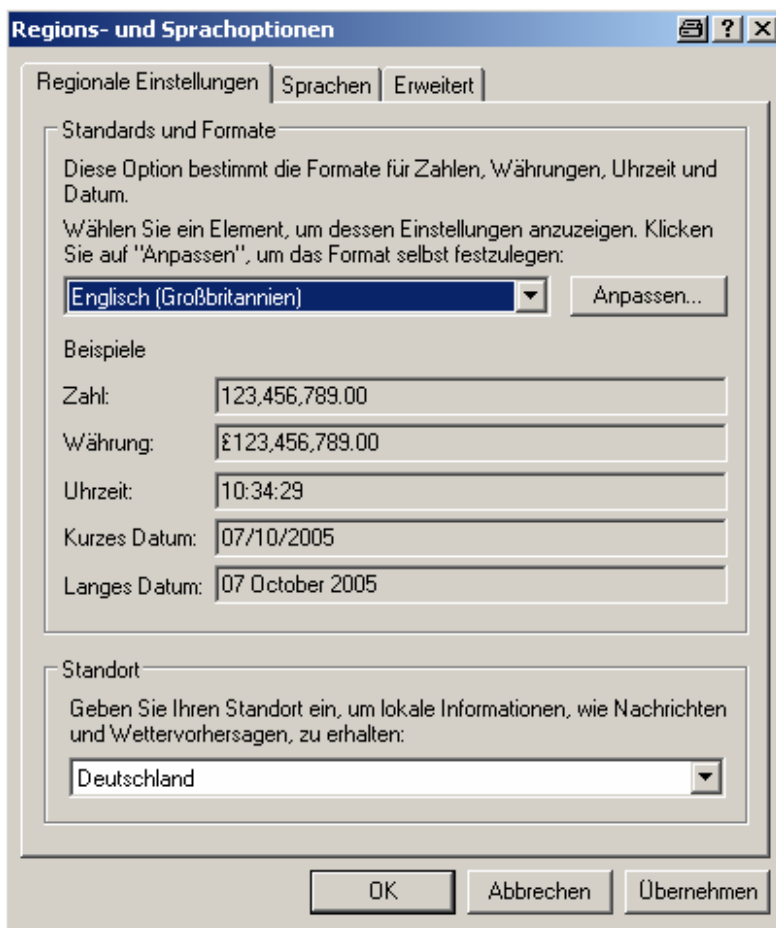 Regions- und Sprachoptionen
Regionale Einstellungen Sprachen Erweitert
Standards und Formate
Diese Option bestimmt die Formate für Zahlen, Währungen, Uhrzeit und
Datum.
Wählen Sie ein Element, um dessen Einstellungen anzuzeigen. Klicken
Sie auf "Anpassen", um das Format selbst festzulegen:
Englisch (Großbritannien) Anpassen...
Beispiele
Zahl: 123,456,789.00
Währung: £123,456,789.00
Uhrzeit: 10:34:29
Kurzes Datum: 07/10/2005
Langes Datum: 07 October 2005
Standort
Geben Sie Ihren Standort ein, um lokale Informationen, wie Nachrichten
und Wettervorhersagen, zu erhalten:
Deutschland
OK Abbrechen Übernehmen